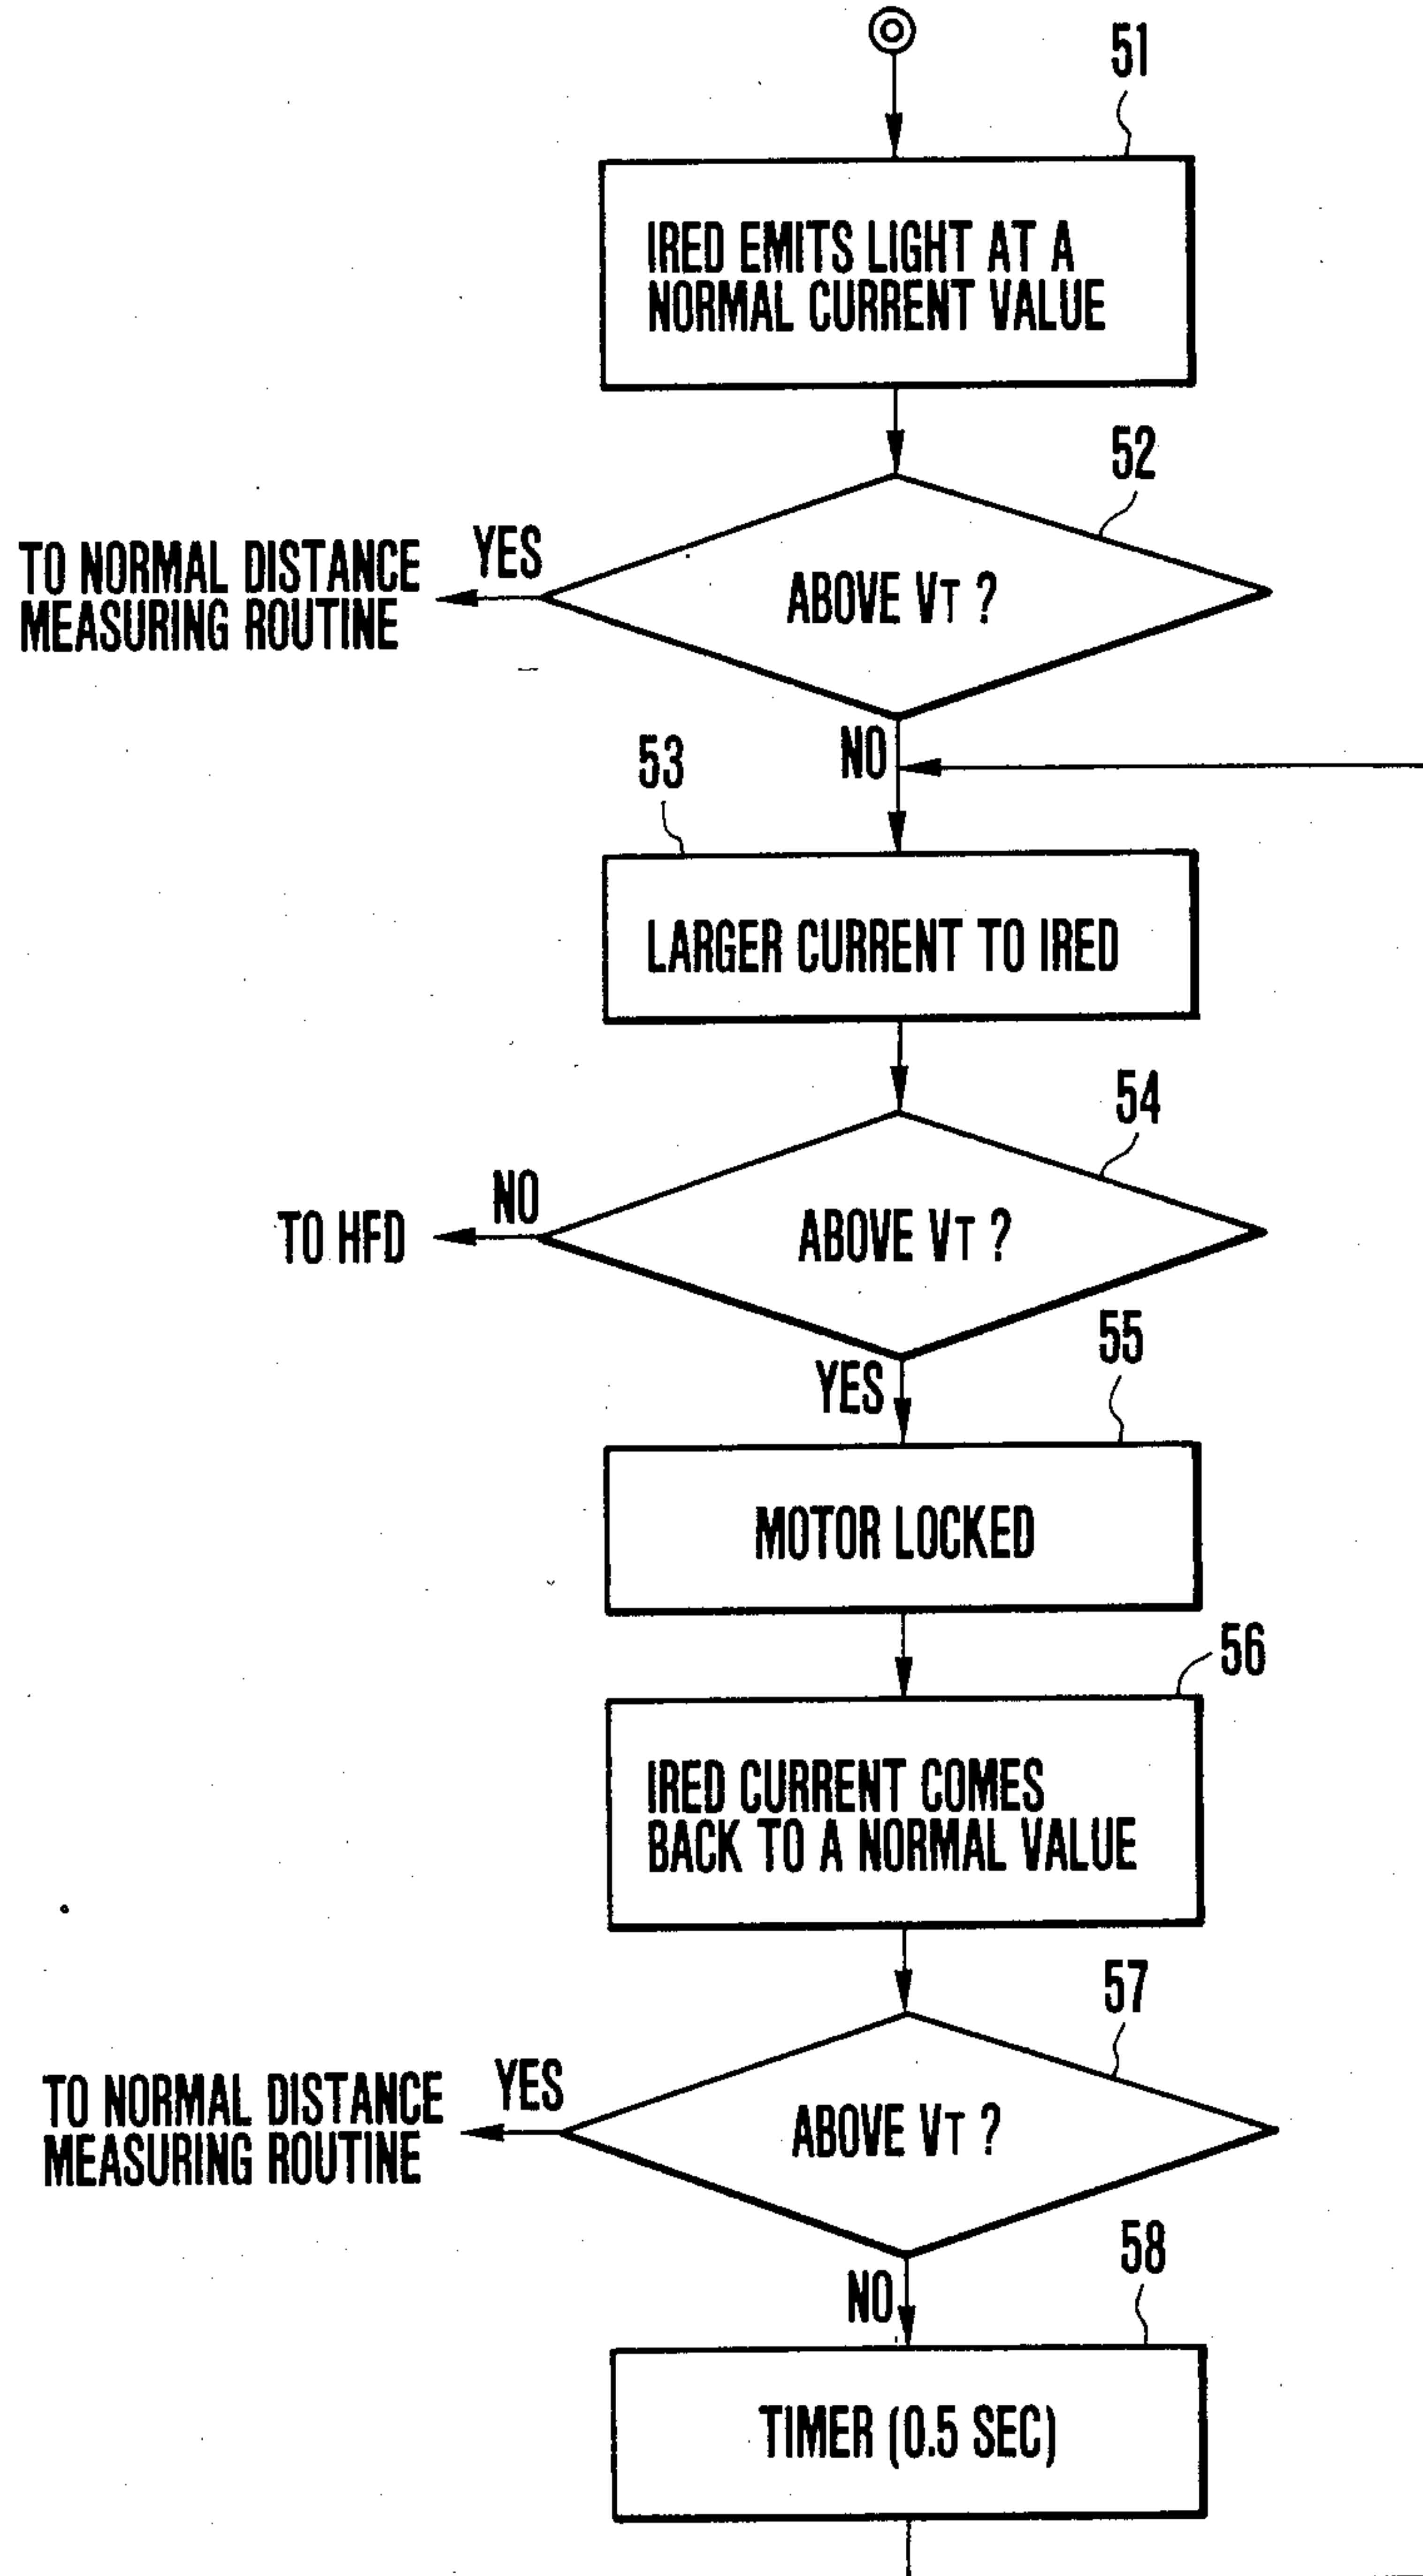 51
IRED EMITS LIGHT AT A
NORMAL CURRENT VALUE
52
YES
TO NORMAL DISTANCE
MEASURING ROUTINE
ABOVE VT ?
NO
53
LARGER CURRENT TO IRED
54
NO
TO HFD
ABOVE VT ?
55
YES
MOTOR LOCKED
56
IRED CURRENT COMES
BACK TO A NORMAL VALUE
57
YES
TO NORMAL DISTANCE
MEASURING ROUTINE
ABOVE VT ?
58
NO
TIMER (0.5 SEC)